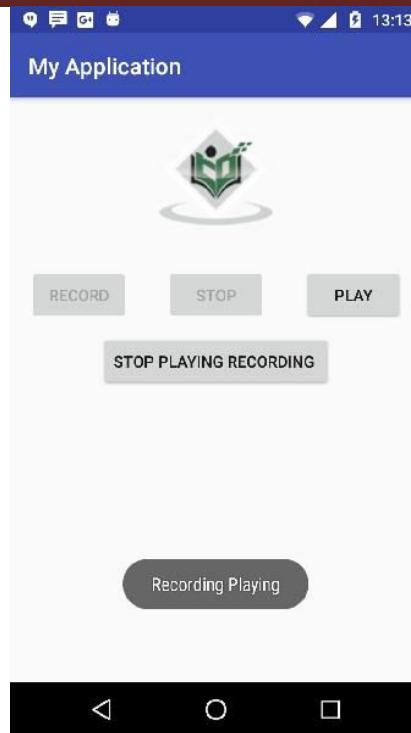 13:13
My Application
RECORD STOP PLAY
STOP PLAYING RECORDING
Recording Playing